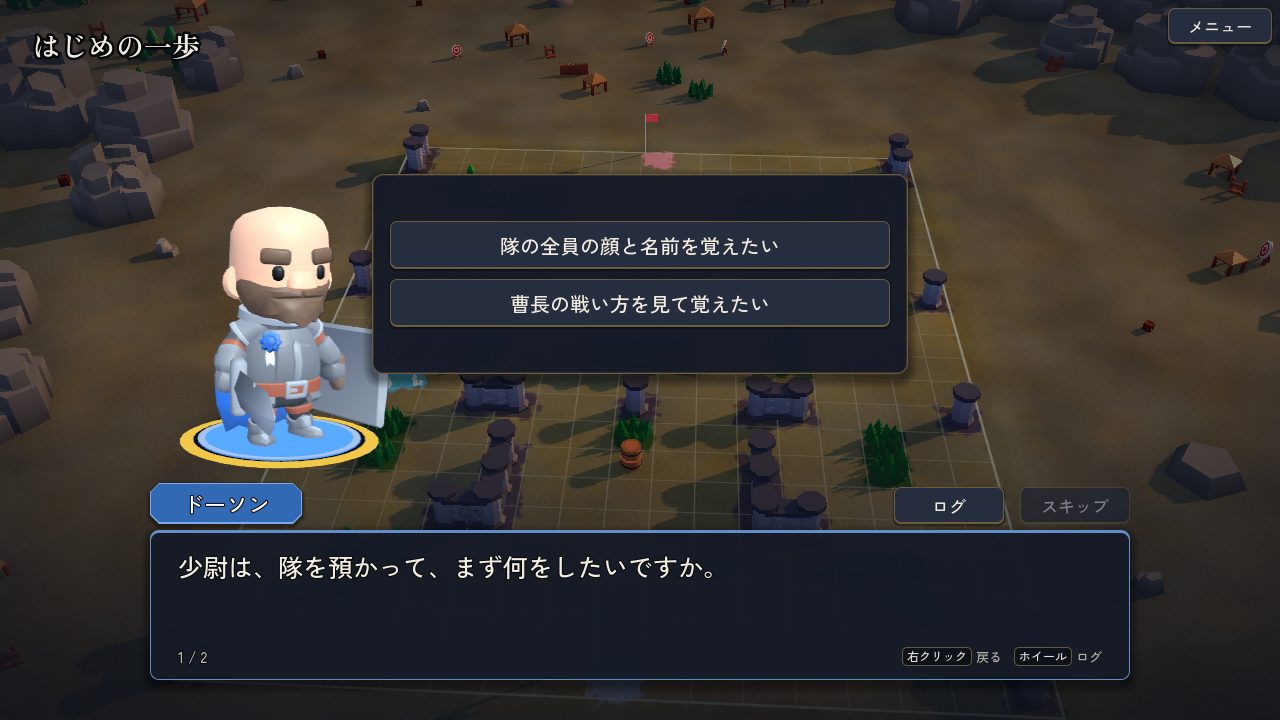 はじめの一歩
メニュー
隊の全員の顔と名前を覚えたい
曹長の戦い方を見て覚えたい
ドーソン
ログ
スキップ
少尉は、隊を預かって、まず何をしたいですか。
1 / 2
右クリック 戻る ホイール ログ